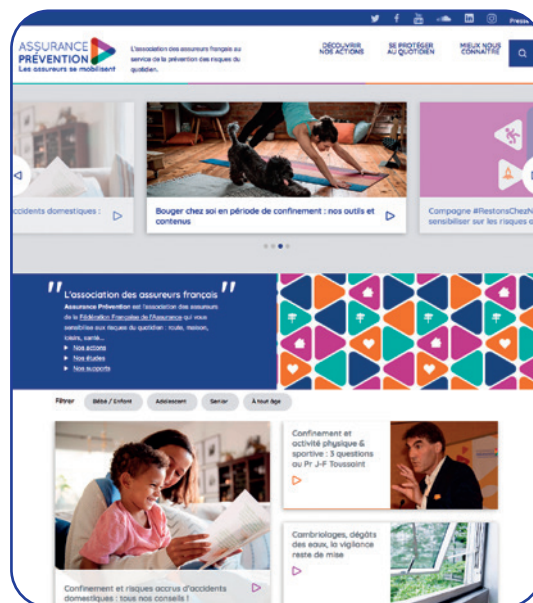 Presse
ASSURANCE
PRÉVENTION
Les assureurs se mobilisent
L'association des assureurs français au
service de la prévention des risques du
quotidien.
DÉCOUVRIR
NOS ACTIONS
SE PROTÉGER
AU QUOTIDIEN
MIEUX NOUS
CONNAITRE
ccidents domestiques :
Bouger chez soi en période de confinement : nos outils et
contenus
Campagne #RestonsChezN
sensibiliser sur les risques d
" L'association des assureurs français "
Assurance Prévention est l'association des assureurs
de la Fédération Française de l'Assurance qui vous
sensibilise aux risques du quotidien : route, maison,
loisirs, santé...
Nos actions
Nos études
Nos supports
Filtrer
Bébé / Enfant
Adolescent
Senior
À tout âge
Confinement et
activité physique &
sportive : 3 questions
au Pr J-F Toussaint
Cambriolages, dégâts
des eaux, la vigilance
reste de mise
Confinement et risques accrus d'accidents
domestiques : tous nos conseils !